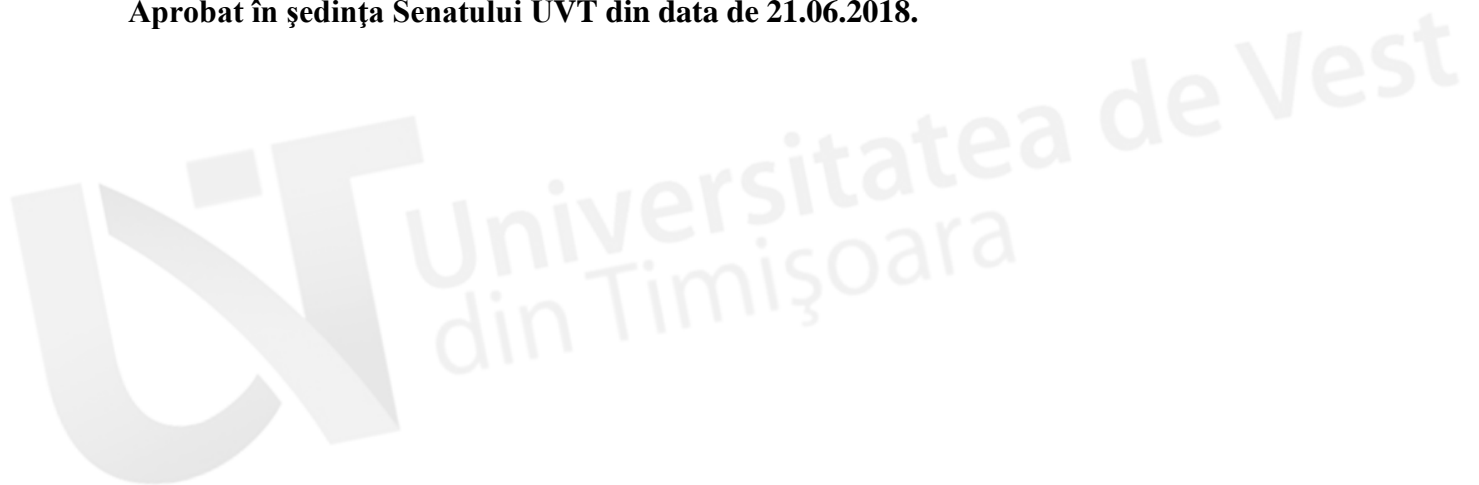 Aprobat în şedinţa Senatului UVT din data de 21.06.2018.
Universitatea de Vest
din Timişoara